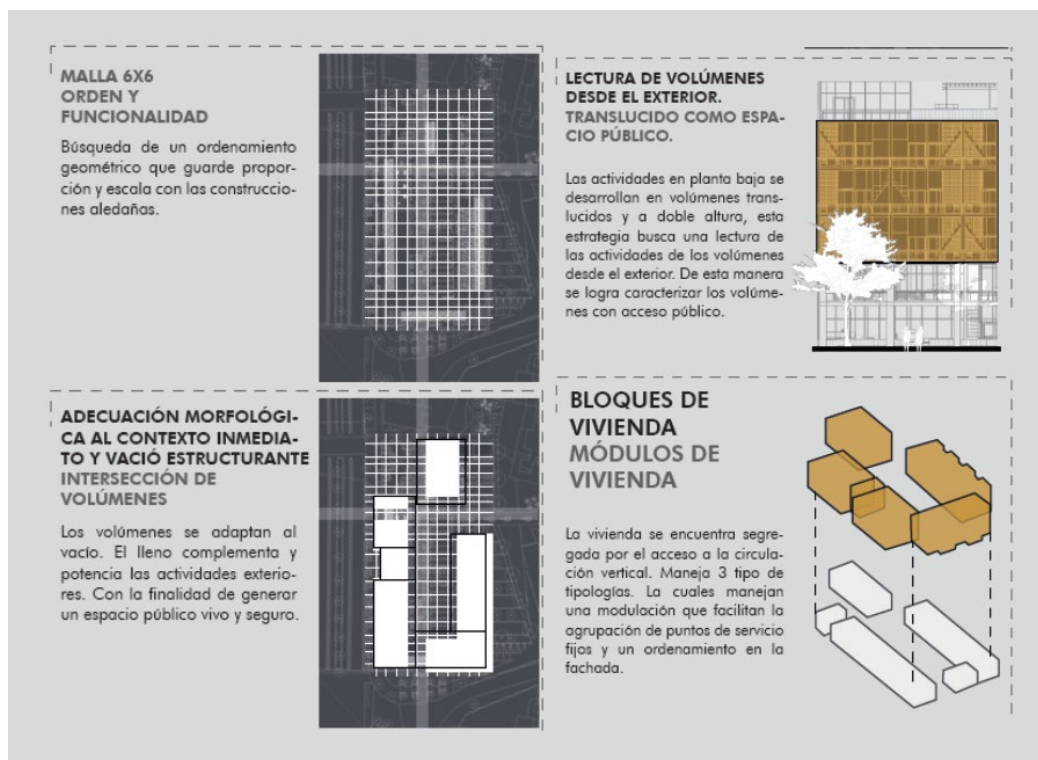 MALLA 6X6
ORDEN Y
FUNCIONALIDAD
Búsqueda de un ordenamiento
geométrico que guarde propor-
ción y escala con las construccio-
nes aledañas.
LECTURA DE VOLÚMENES
DESDE EL EXTERIOR.
TRANSLUCIDO COMO ESPA-
CIO PÚBLICO.
Las actividades en planta baja se
desarrollan en volúmenes trans-
lucidos y a doble altura, esta
estrategia busca una lectura de
las actividades de los volúmenes
desde el exterior. De esta manera
se logra caracterizar los volúme-
nes con acceso público.
ADECUACIÓN MORFOLÓGI-
CA AL CONTEXTO INMEDIA-
TO Y VACIÓ ESTRUCTURANTE
INTERSECCIÓN DE
VOLÚMENES
Los volúmenes se adaptan al
vacío. El lleno complementa y
potencia las actividades exterio-
res. Con la finalidad de generar
un espacio público vivo y seguro.
BLOQUES DE
VIVIENDA
MÓDULOS DE
VIVIENDA
La vivienda se encuentra segre-
gada por el acceso a la circula-
ción vertical. Maneja 3 tipo de
tipologías. La cuales manejan
una modulación que facilitan la
agrupación de puntos de servicio
fijos y un ordenamiento en la
fachada.